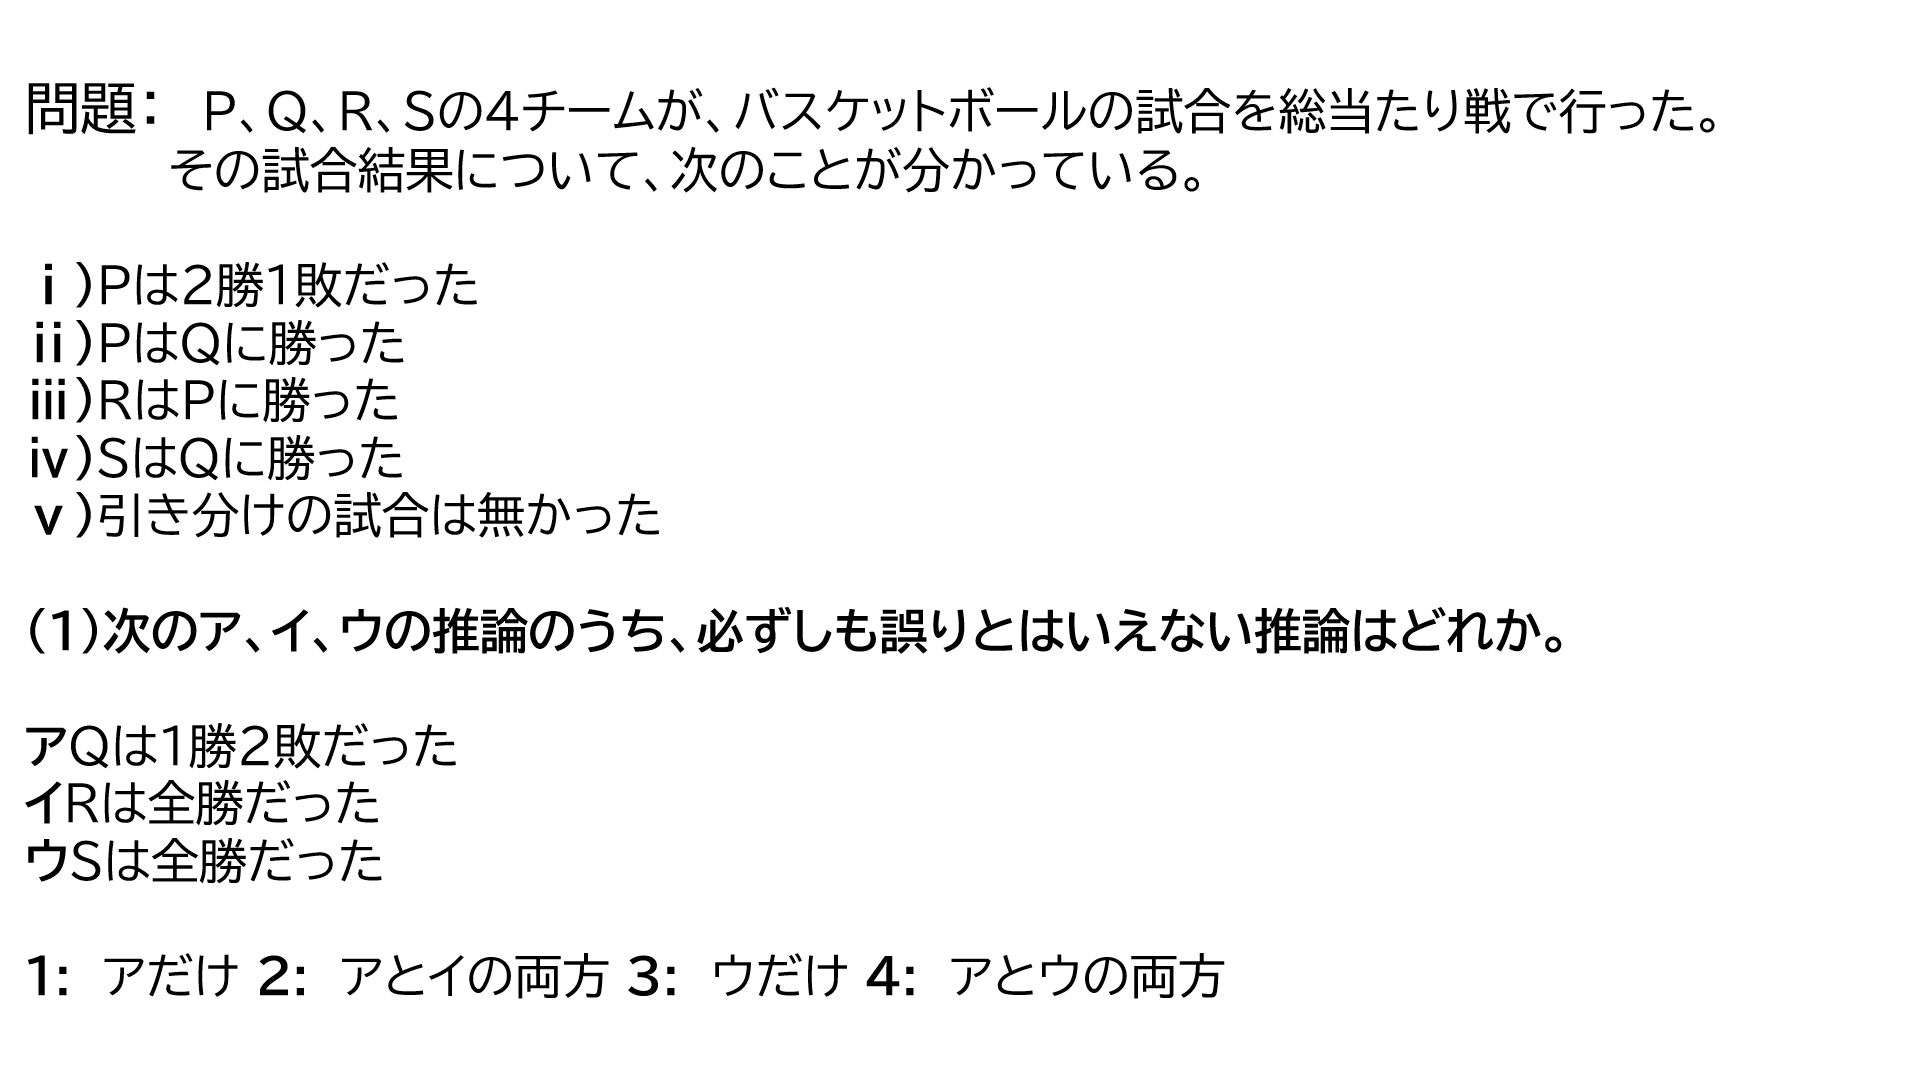 問題： P、Q、R、Sの4チームが、バスケットボールの試合を総当たり戦で行った。
その試合結果について、次のことが分かっている。
ⅰ)Pは2勝1敗だった
ⅱ)PはQに勝った
ⅲ)RはPに勝った
ⅳ)SはQに勝った
ⅴ)引き分けの試合は無かった
(1)次のア、イ、ウの推論のうち、必ずしも誤りとはいえない推論はどれか。
アQは1勝2敗だった
イRは全勝だった
ウSは全勝だった
1: アだけ 2: アとイの両方 3: ウだけ 4: アとウの両方